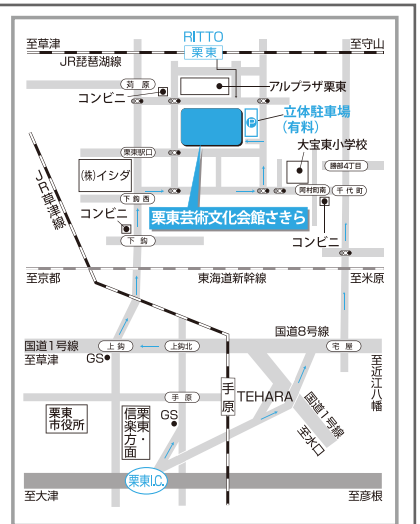 RITTO
栗東
至草津
至守山
JR琵琶湖線
苅原
コンビニ
アルプラザ栗東
P
立体駐車場
(有料)
大宝東小学校
栗東駅口
綣部4丁目
(株)イシダ
下鈎西
阿村町南
千代町
栗東芸術文化会館さきら
コンビニ
コンビニ
下鈎
JR草津線
至京都
東海道新幹線
至米原
国道8号線
国道1号線
上鈎
上鈎北
宅屋
至草津
GS
至近江八幡
手原
手原
TEHARA
GS
栗東
市役所
栗東・
信楽方面
国道1号線
至水口
栗東I.C.
至大津
至彦根